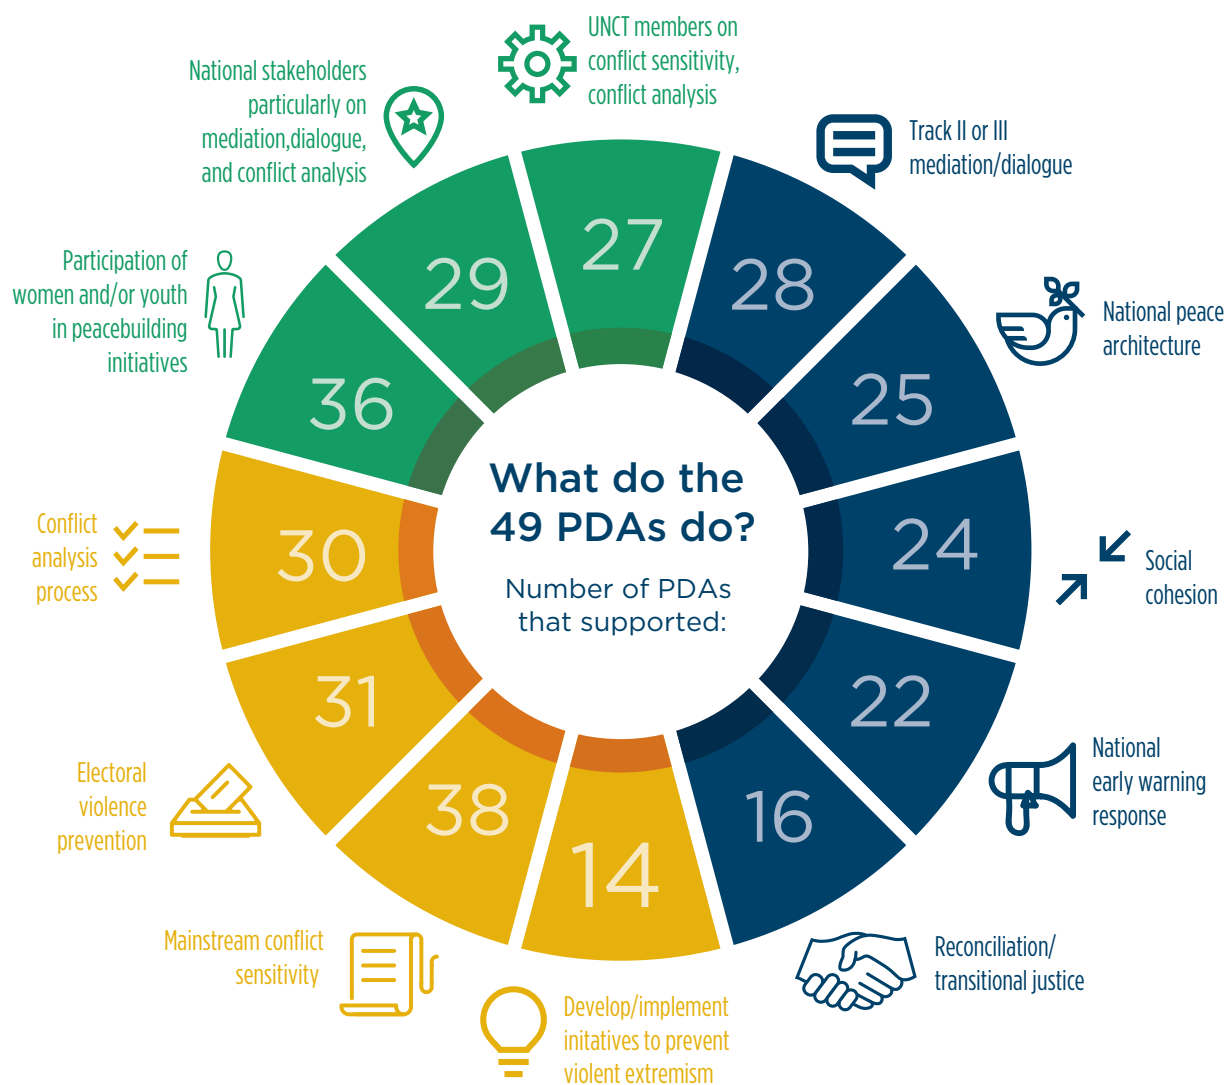 UNCT members on
conflict sensitivity,
conflict analysis
National stakeholders
particularly on
mediation,dialogue,
and conflict analysis
Track II or III
mediation/dialogue
Participation of
women and/or youth
in peacebuilding
initiatives
National peace
architecture
27
29
28
36
25
What do the
49 PDAs do?
Number of PDAs
that supported:
Conflict
analysis
process
30
24
Social
cohesion
31
22
38
16
14
Electoral
violence
prevention
National
early warning
response
Mainstream conflict
sensitivity
Reconciliation/
transitional justice
Develop/implement
initatives to prevent
violent extremism